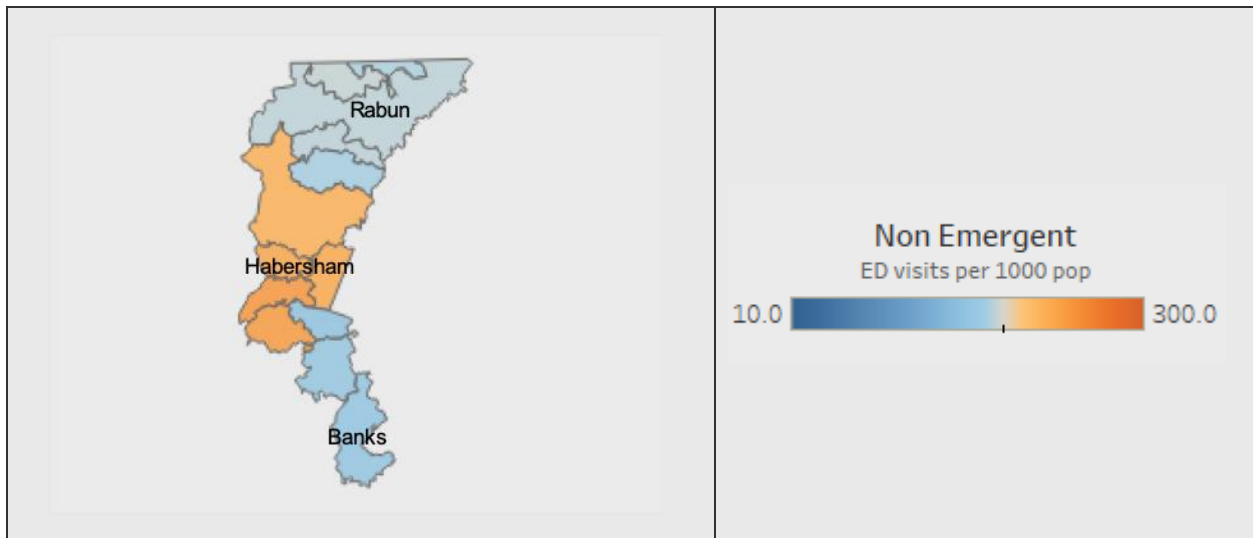 Rabun
Habersham
Banks
Non Emergent
ED visits per 1000 pop
10.0 300.0